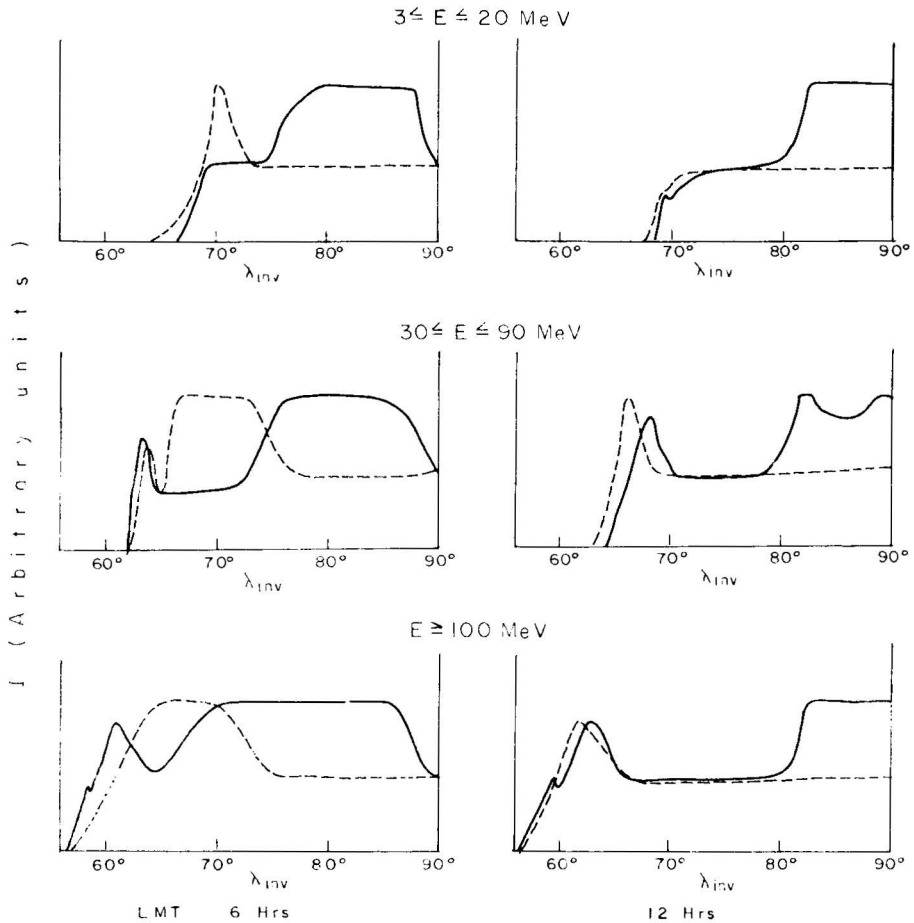 3 ≤ E ≤ 20 MeV
60° 70° 80° 90°
λinv
60° 70° 80° 90°
λinv
30 ≤ E ≤ 90 MeV
60° 70° 80° 90°
λinv
60° 70° 80° 90°
λinv
E ≥ 100 MeV
60° 70° 80° 90°
λinv
60° 70° 80° 90°
λinv
I (Arbitrary units)
LMT 6 Hrs
12 Hrs